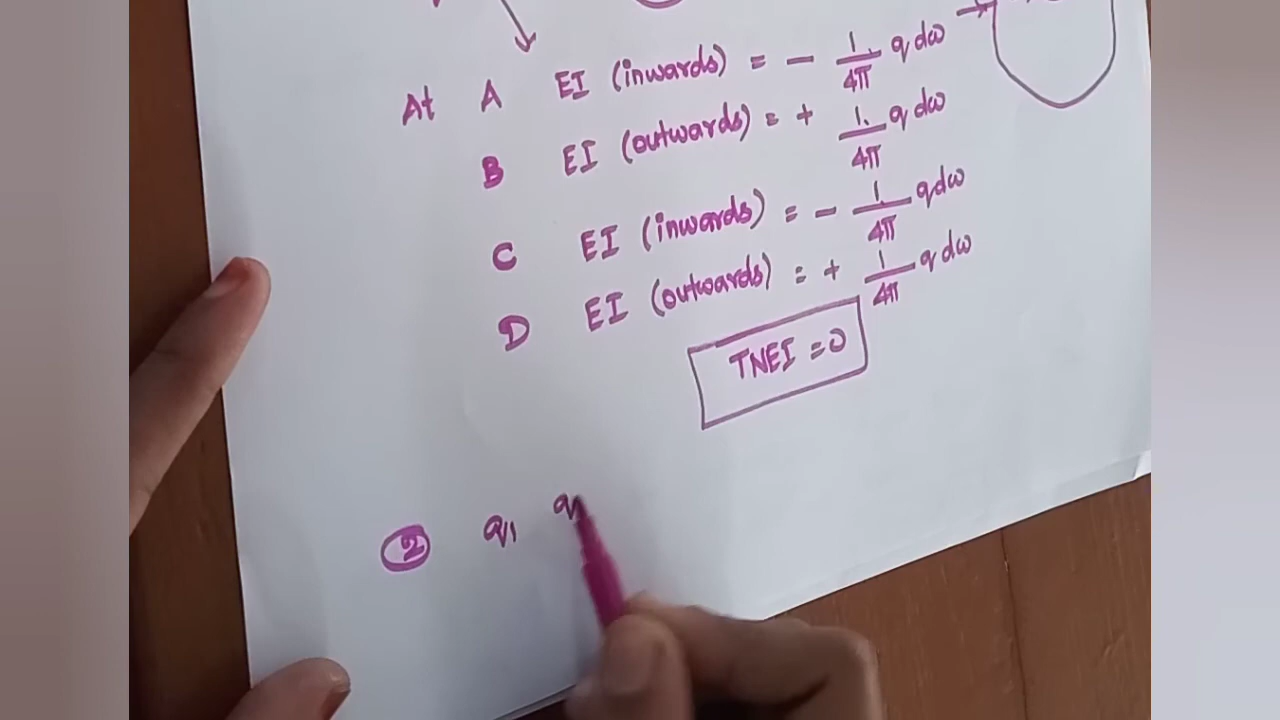 At A EI (inwards) = - 1/4π q dω
B EI (outwards) = + 1/4π q dω
C EI (inwards) = - 1/4π q dω
D EI (outwards) = + 1/4π q dω
TNEI = 0
2 q1 q